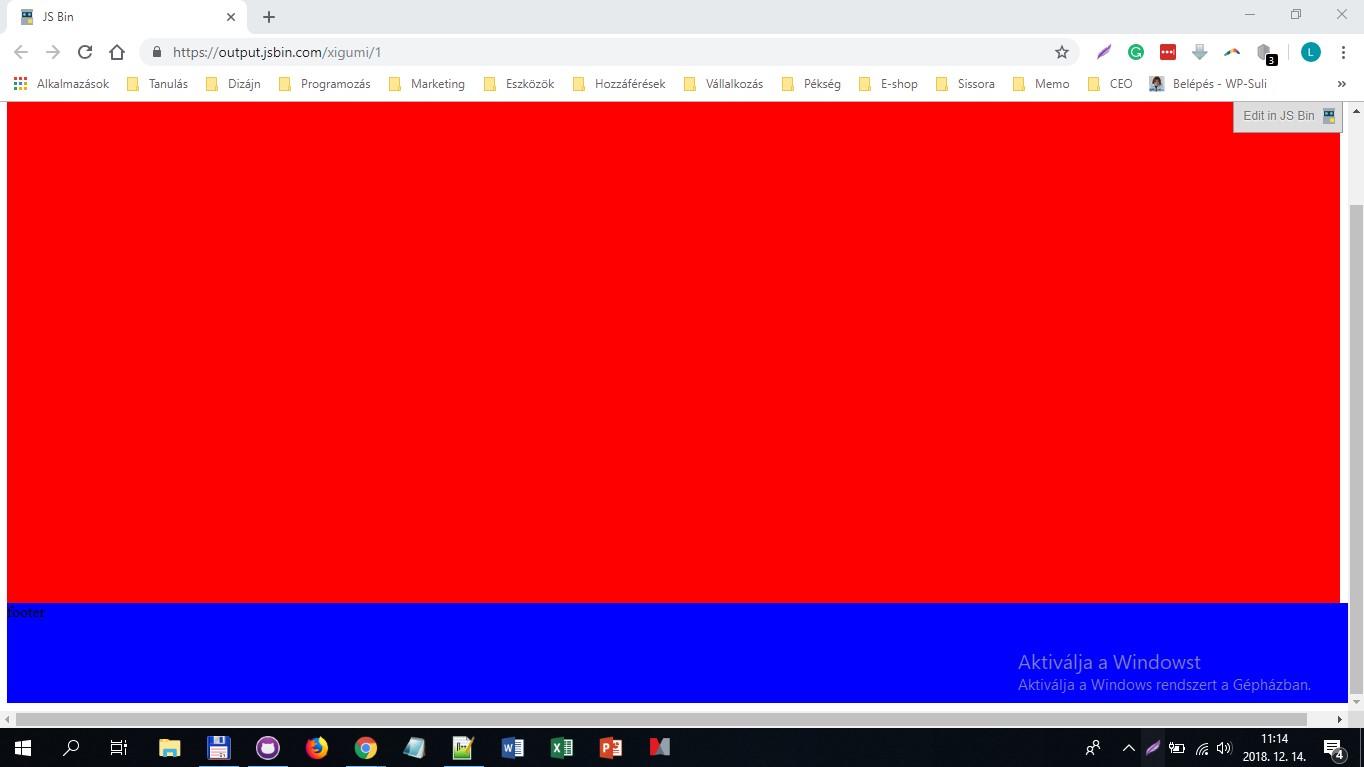 JS Bin
https://output.jsbin.com/xigumi/1
L
3
Alkalmazások Tanulás Dizájn Programozás Marketing Eszközök Hozzáférések Vállalkozás Pékség E-shop Sissora Memo CEO Belépés - WP-Suli »
Edit in JS Bin
footer
Aktiválja a Windowst
Aktiválja a Windows rendszert a Gépházban.
11:14
2018. 12. 14.
4